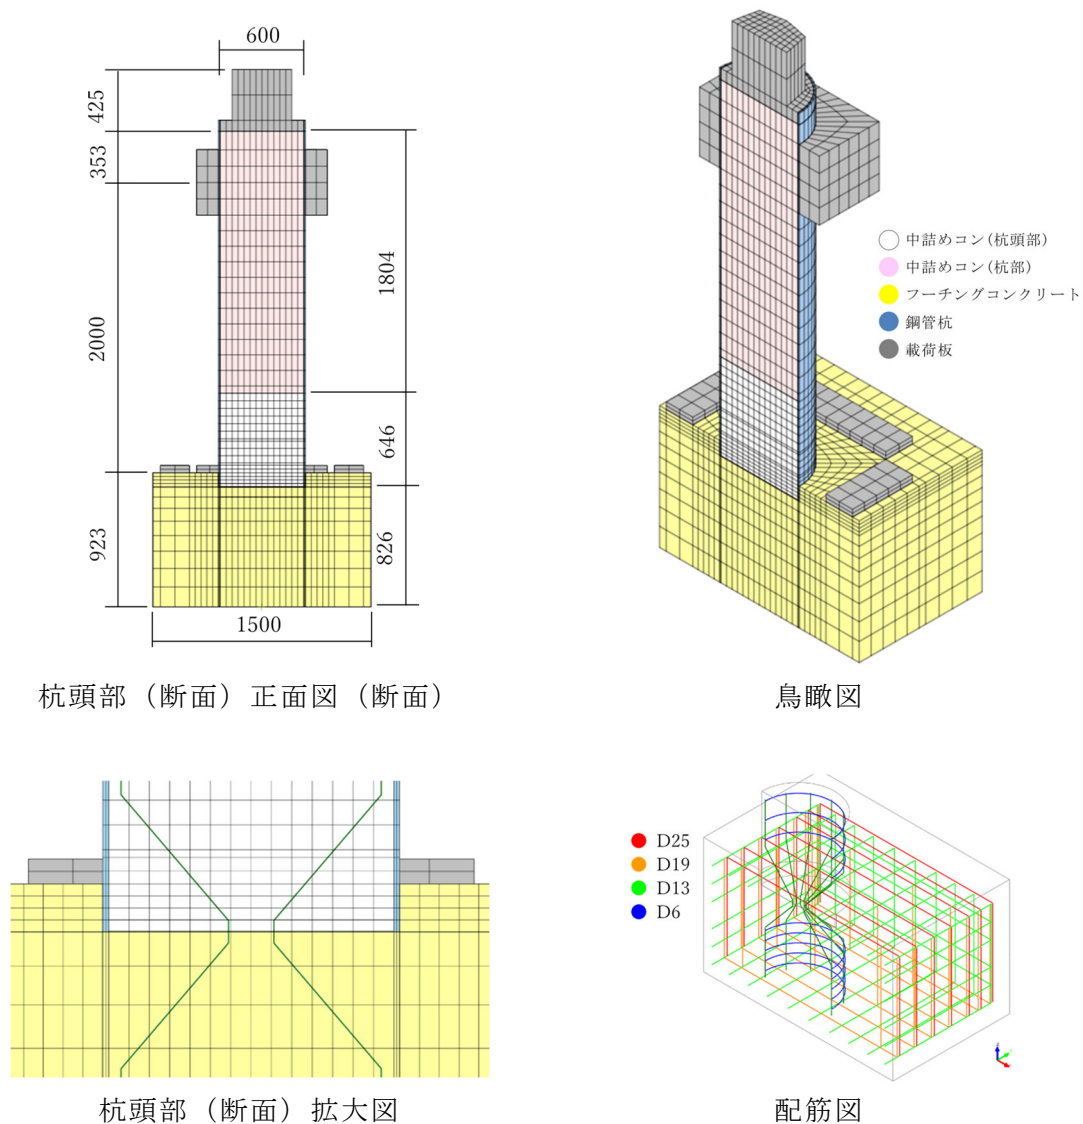 600
425
353
2000
923
1804
646
826
1500
中詰めコン(杭頭部)
中詰めコン(杭部)
フーチングコンクリート
鋼管杭
載荷板
杭頭部（断面）正面図（断面）
鳥瞰図
D25
D19
D13
D6
杭頭部（断面）拡大図
配筋図